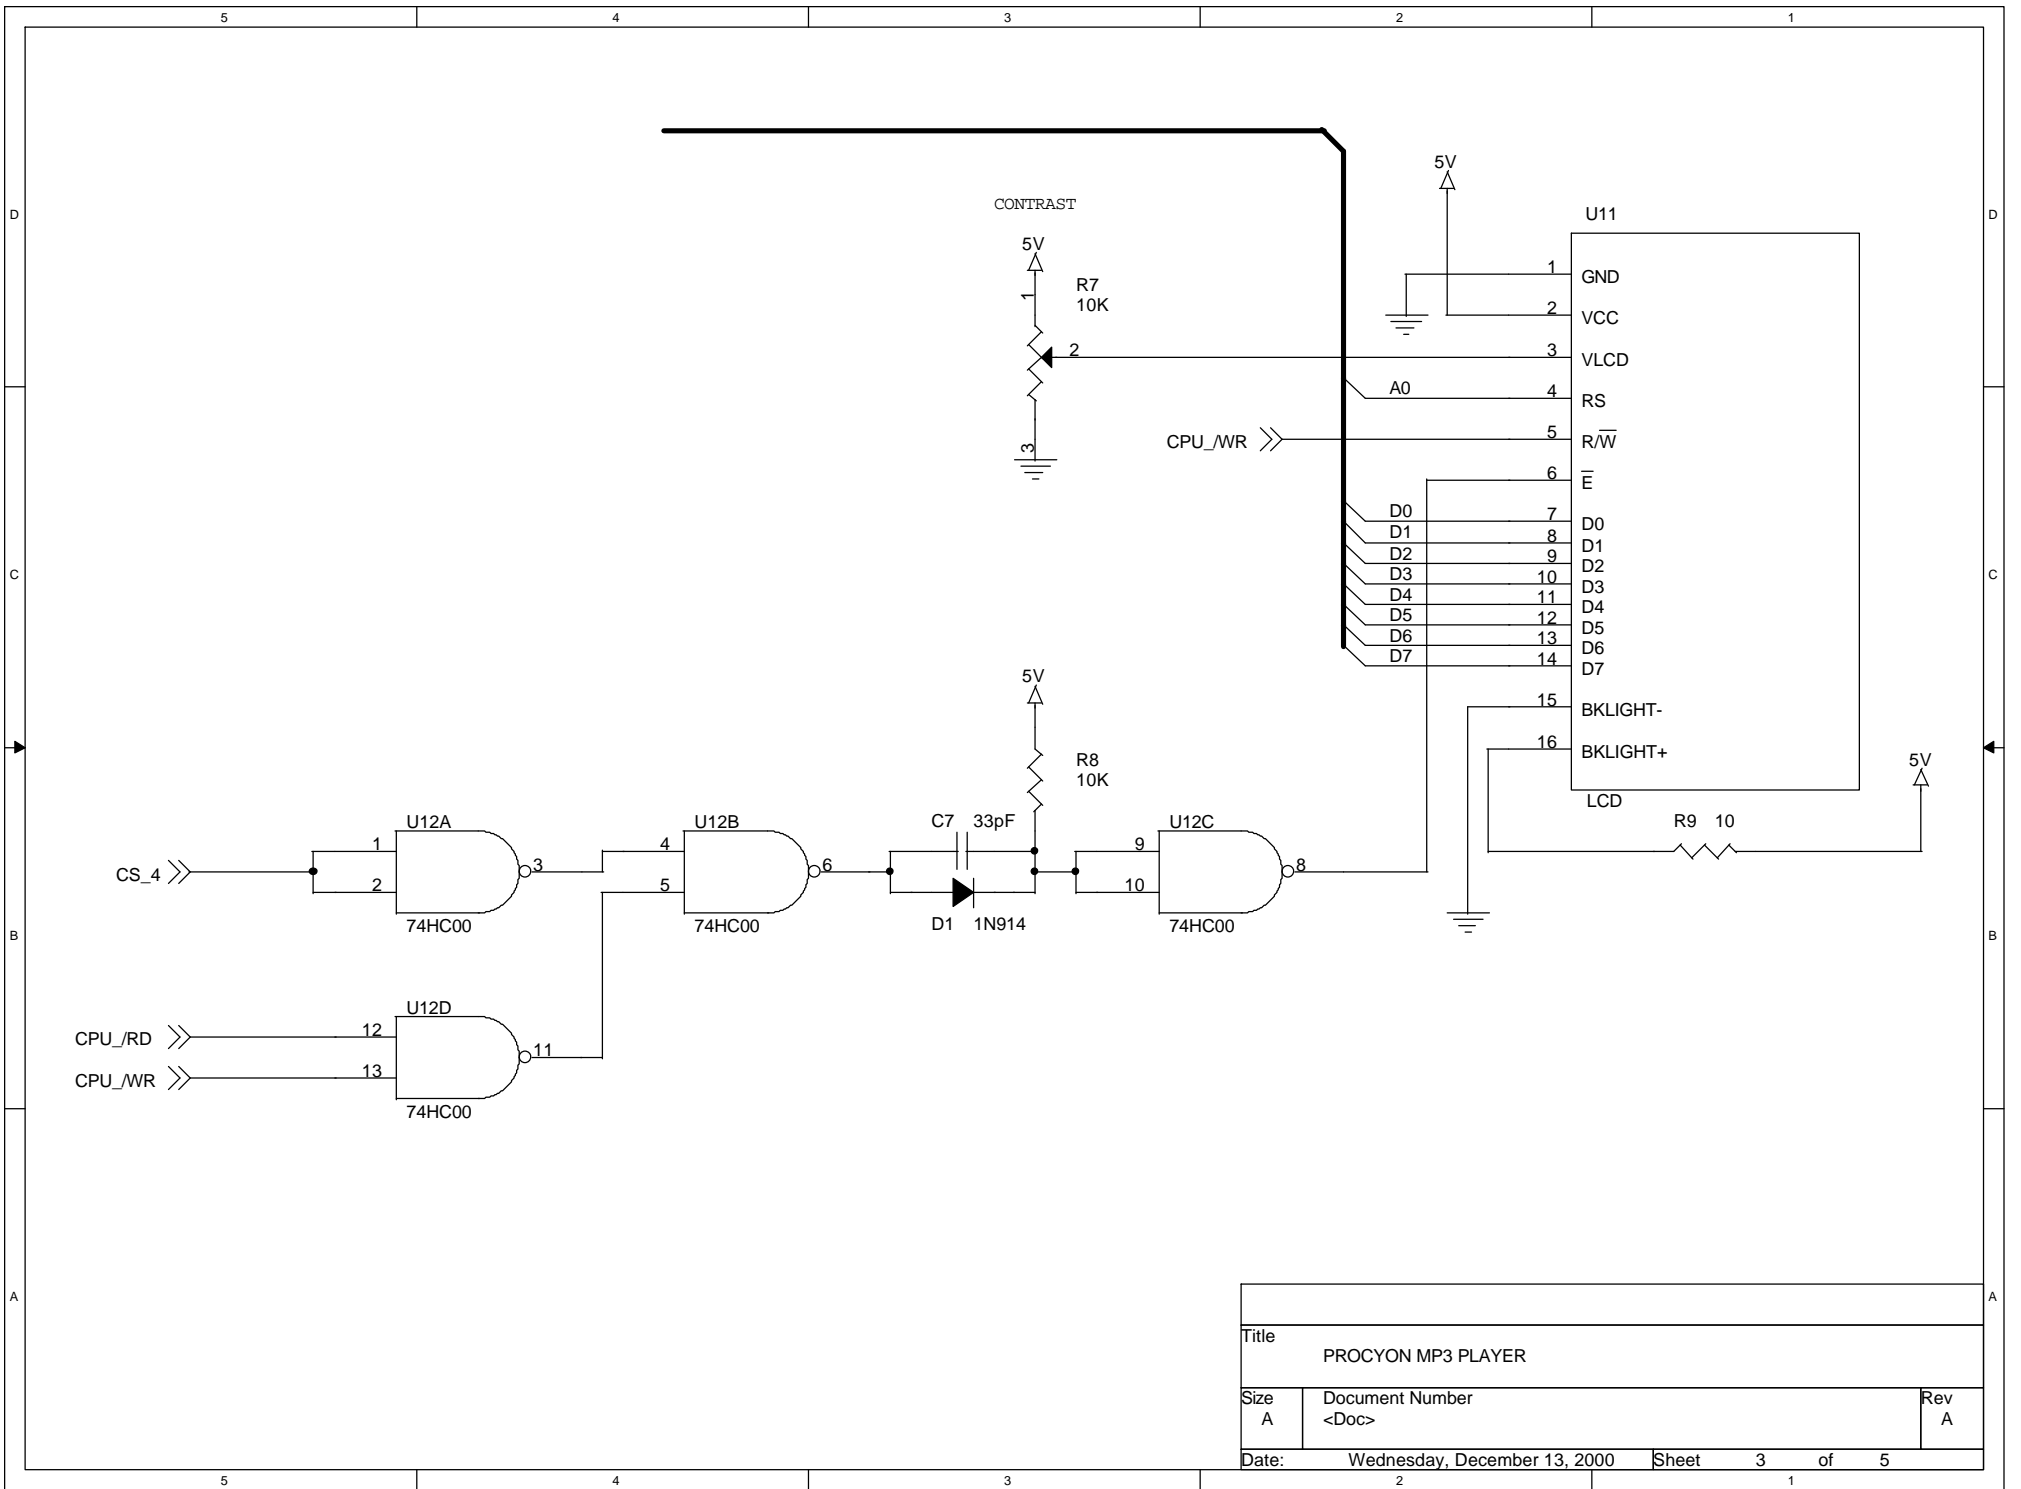 5 4 3 2 1
D D
C C
B B
A A
CONTRAST
5V
R7
10K
1
2
3
5V
U11
1 GND
2 VCC
3 VLCD
A0 4 RS
CPU_/WR 5 R/W
6 E
D0 7 D0
D1 8 D1
D2 9 D2
D3 10 D3
D4 11 D4
D5 12 D5
D6 13 D6
D7 14 D7
15 BKLIGHT-
16 BKLIGHT+
LCD
5V
R9 10
5V
R8
10K
U12A
CS_4 1
2
3
74HC00
U12B
4
5
6
74HC00
C7 33pF
D1 1N914
U12C
9
10
8
74HC00
U12D
CPU_/RD 12
CPU_/WR 13
11
74HC00
Title
PROCYON MP3 PLAYER
Size
A
Document Number
<Doc>
Rev
A
Date: Wednesday, December 13, 2000 Sheet 3 of 5
5 4 3 2 1